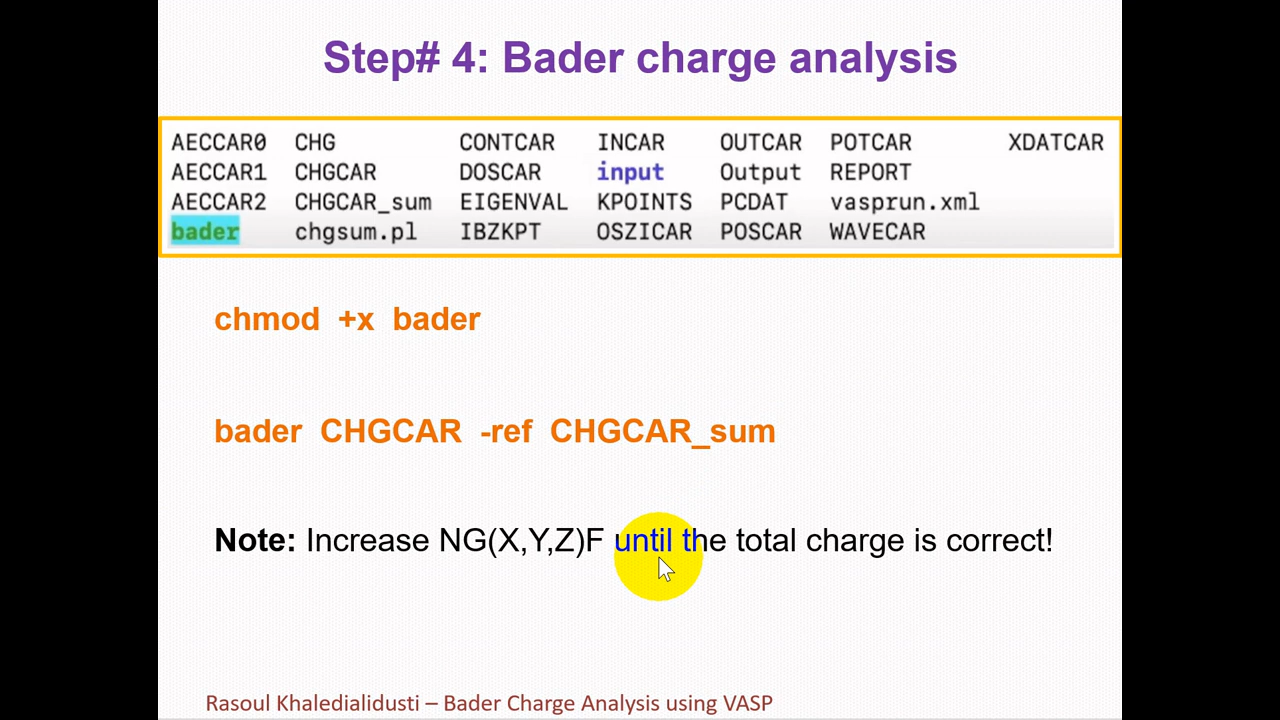 Step# 4: Bader charge analysis
AECCAR0 CHG CONTCAR INCAR OUTCAR POTCAR XDATCAR
AECCAR1 CHGCAR DOSCAR input Output REPORT
AECCAR2 CHGCAR_sum EIGENVAL KPOINTS PCDAT vasprun.xml
bader chgsum.pl IBZKPT OSZICAR POSCAR WAVECAR
chmod +x bader
bader CHGCAR -ref CHGCAR_sum
Note: Increase NG(X,Y,Z)F until the total charge is correct!
Rasoul Khaledialidusti – Bader Charge Analysis using VASP